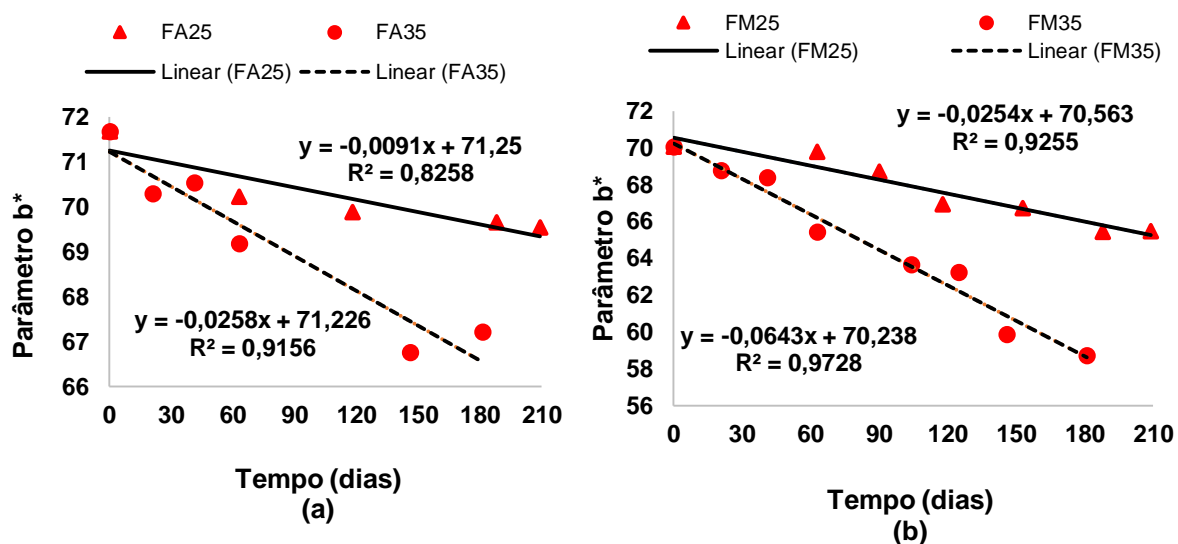 FA25 FA35
Linear (FA25) Linear (FA35)
72
71
70
69
68
67
66
Parâmetro b*
y = -0,0091x + 71,25
R² = 0,8258
y = -0,0258x + 71,226
R² = 0,9156
0 30 60 90 120 150 180 210
Tempo (dias)
(a)
FM25 FM35
Linear (FM25) Linear (FM35)
72
70
68
66
64
62
60
58
56
Parâmetro b*
y = -0,0254x + 70,563
R² = 0,9255
y = -0,0643x + 70,238
R² = 0,9728
0 30 60 90 120 150 180 210
Tempo (dias)
(b)